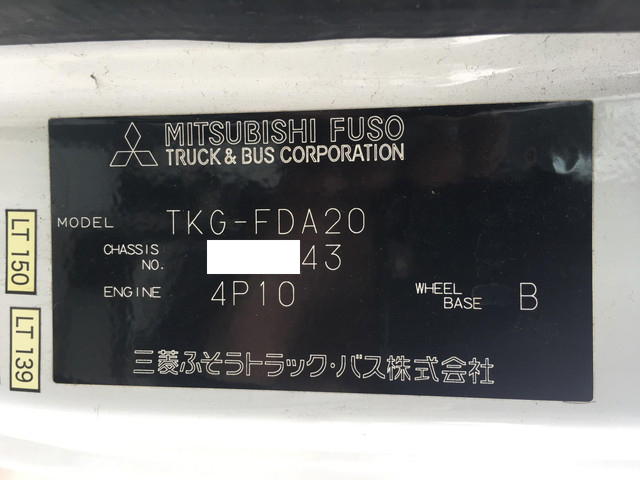 MITSUBISHI FUSO
TRUCK & BUS CORPORATION
MODEL TKG-FDA20
CHASSIS NO. 43
ENGINE 4P10
WHEEL BASE B
三菱ふそうトラック・バス株式会社
LT 150
LT 139